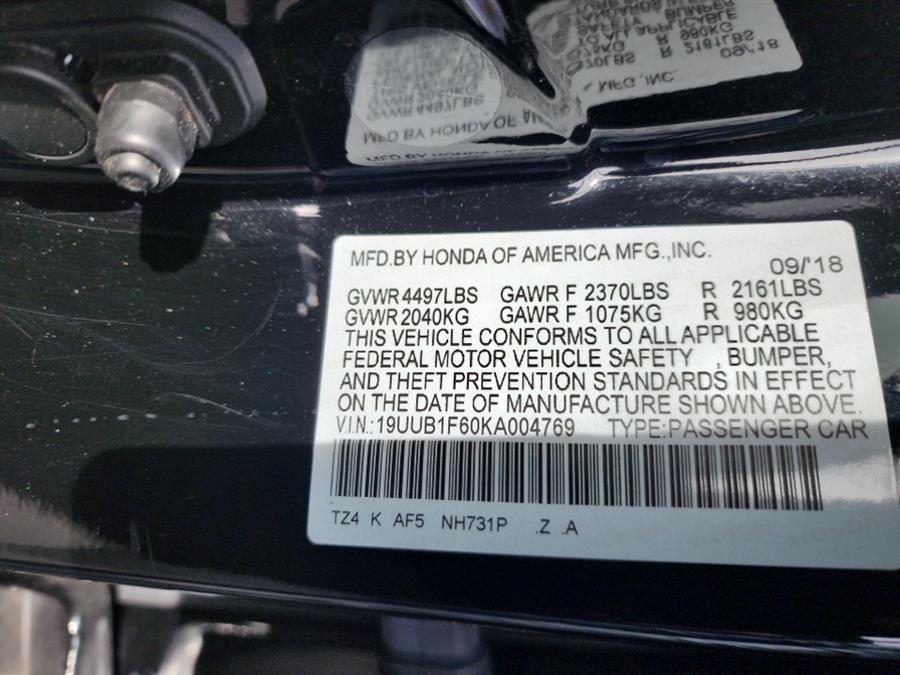 MFD.BY HONDA OF AMERICA MFG.,INC.
09/'18
GVWR 4497LBS GAWR F 2370LBS R 2161LBS
GVWR 2040KG GAWR F 1075KG R 980KG
THIS VEHICLE CONFORMS TO ALL APPLICABLE
FEDERAL MOTOR VEHICLE SAFETY , BUMPER,
AND THEFT PREVENTION STANDARDS IN EFFECT
ON THE DATE OF MANUFACTURE SHOWN ABOVE.
V.I.N.:19UUB1F60KA004769 TYPE:PASSENGER CAR
TZ4 K AF5 NH731P .Z .A